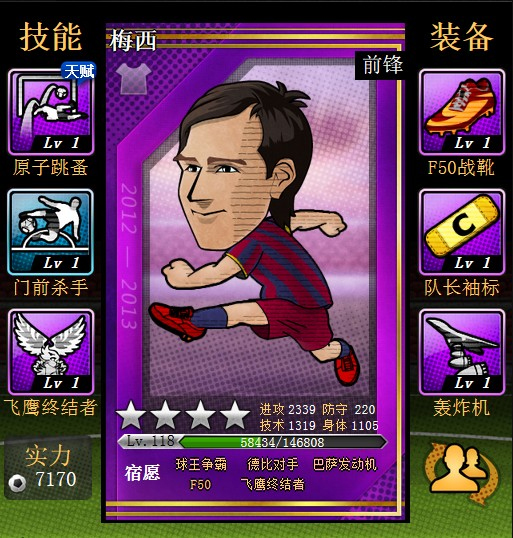 技能
天赋
Lv 1
原子跳蚤
Lv 1
门前杀手
Lv 1
飞鹰终结者
实力
7170
梅西
前锋
2012 — 2013
进攻 2339 防守 220
技术 1319 身体 1105
Lv. 118 58434/146808
宿愿
球王争霸 德比对手 巴萨发动机
F50 飞鹰终结者
装备
Lv 1
F50战靴
C
Lv 1
队长袖标
Lv 1
轰炸机